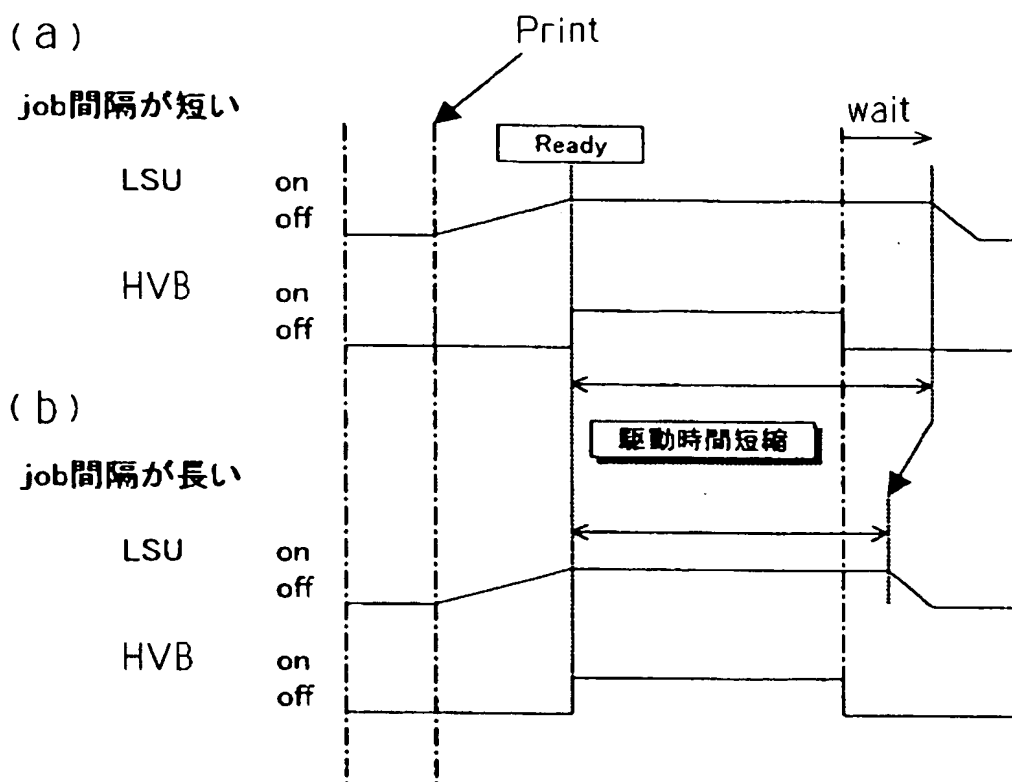 (a)
Print
job間隔が短い
wait
Ready
LSU
on
off
HVB
on
off
(b)
駆動時間短縮
job間隔が長い
LSU
on
off
HVB
on
off